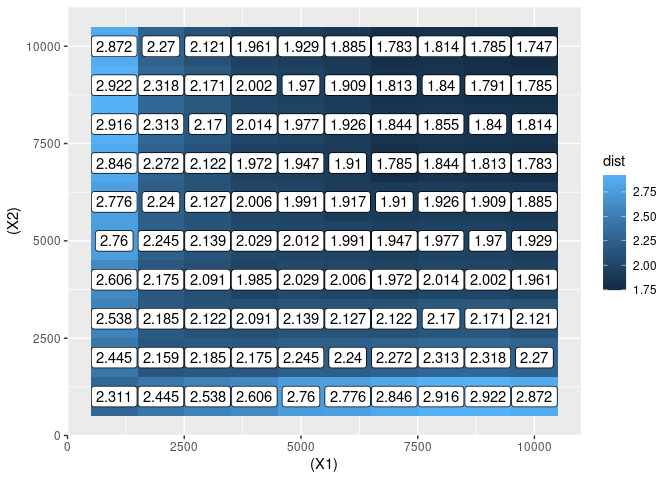 10000
2.872 2.27 2.121 1.961 1.929 1.885 1.783 1.814 1.785 1.747
2.922 2.318 2.171 2.002 1.97 1.909 1.813 1.84 1.791 1.785
2.916 2.313 2.17 2.014 1.977 1.926 1.844 1.855 1.84 1.814
7500
2.846 2.272 2.122 1.972 1.947 1.91 1.785 1.844 1.813 1.783
2.776 2.24 2.127 2.006 1.991 1.917 1.91 1.926 1.909 1.885
5000
2.76 2.245 2.139 2.029 2.012 1.991 1.947 1.977 1.97 1.929
2.606 2.175 2.091 1.985 2.029 2.006 1.972 2.014 2.002 1.961
2500
2.538 2.185 2.122 2.091 2.139 2.127 2.122 2.17 2.171 2.121
2.445 2.159 2.185 2.175 2.245 2.24 2.272 2.313 2.318 2.27
2.311 2.445 2.538 2.606 2.76 2.776 2.846 2.916 2.922 2.872
0
(X2)
0 2500 5000 7500 10000
(X1)
dist
2.75
2.50
2.25
2.00
1.75